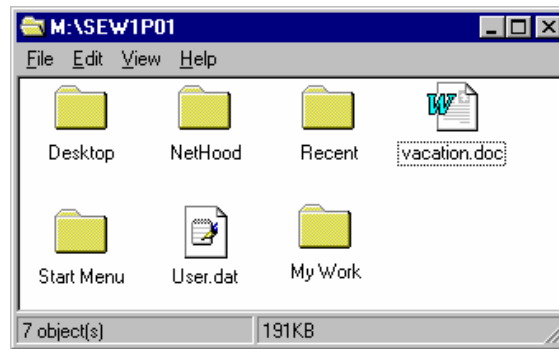 M:\SEW1P01
File Edit View Help
Desktop NetHood Recent vacation.doc
Start Menu User.dat My Work
7 object(s) 191KB